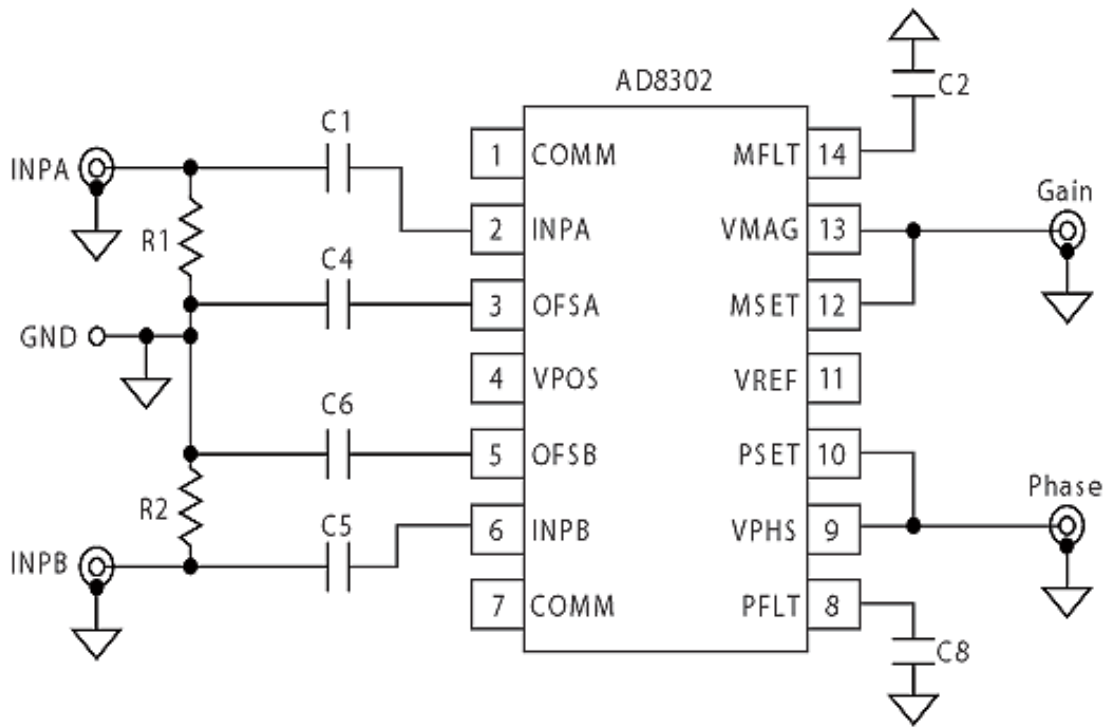 AD8302
C2
C1
INPA
1 COMM
MFLT 14
Gain
R1
2 INPA
VMAG 13
C4
3 OFSA
MSET 12
GND
4 VPOS
VREF 11
C6
5 OFSB
PSET 10
Phase
R2
C5
6 INPB
VPHS 9
INPB
7 COMM
PFLT 8
C8